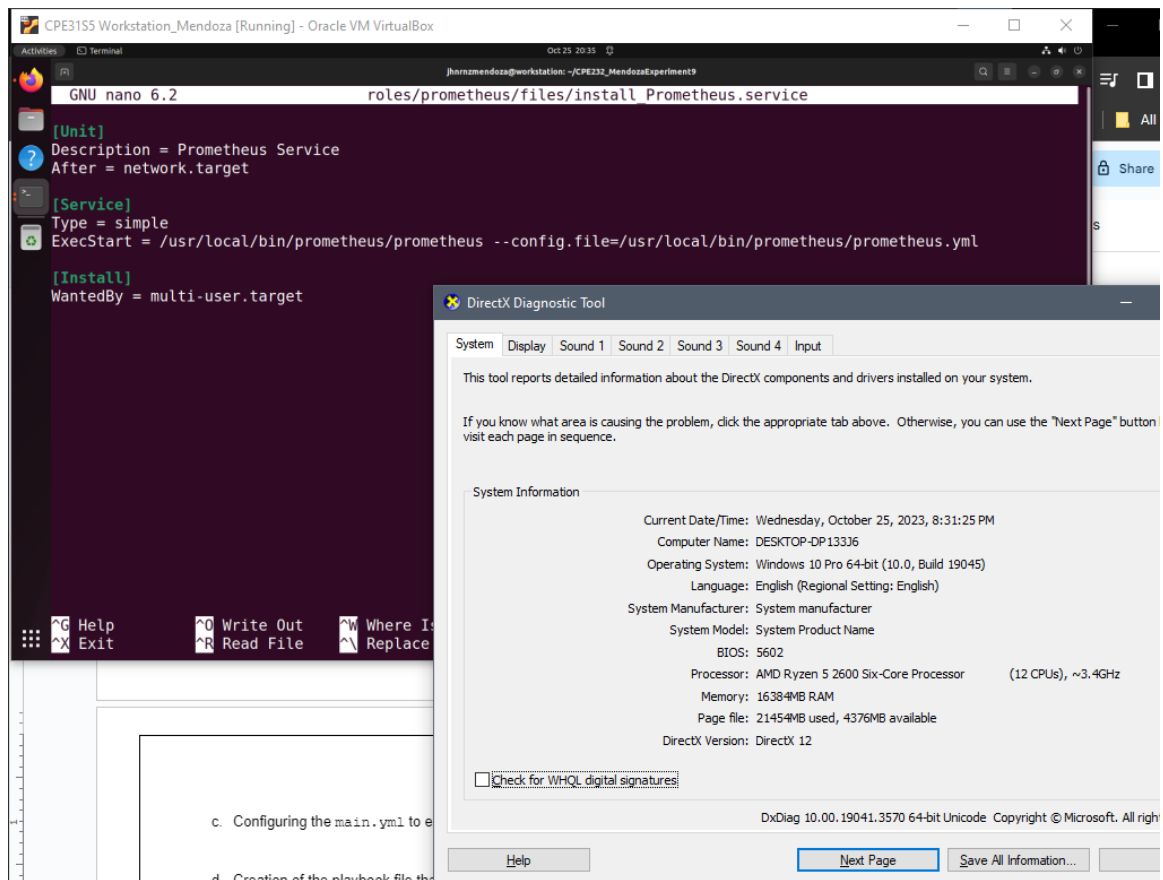 CPE31S5 Workstation_Mendoza [Running] - Oracle VM VirtualBox
Activities Terminal Oct 25 20:35
jhnrnzmendoza@workstation: ~/CPE232_MendozaExperiment9
GNU nano 6.2 roles/prometheus/files/install_Prometheus.service
[Unit]
Description = Prometheus Service
After = network.target
[Service]
Type = simple
ExecStart = /usr/local/bin/prometheus/prometheus --config.file=/usr/local/bin/prometheus/prometheus.yml
[Install]
WantedBy = multi-user.target
^G Help ^O Write Out ^W Where Is
^X Exit ^R Read File ^\ Replace
All
Share
s
DirectX Diagnostic Tool
System Display Sound 1 Sound 2 Sound 3 Sound 4 Input
This tool reports detailed information about the DirectX components and drivers installed on your system.
If you know what area is causing the problem, click the appropriate tab above. Otherwise, you can use the "Next Page" button
visit each page in sequence.
System Information
Current Date/Time: Wednesday, October 25, 2023, 8:31:25 PM
Computer Name: DESKTOP-DP133J6
Operating System: Windows 10 Pro 64-bit (10.0, Build 19045)
Language: English (Regional Setting: English)
System Manufacturer: System manufacturer
System Model: System Product Name
BIOS: 5602
Processor: AMD Ryzen 5 2600 Six-Core Processor (12 CPUs), ~3.4GHz
Memory: 16384MB RAM
Page file: 21454MB used, 4376MB available
DirectX Version: DirectX 12
Check for WHQL digital signatures
DxDiag 10.00.19041.3570 64-bit Unicode Copyright © Microsoft. All righ
Help Next Page Save All Information...
c. Configuring the main.yml to e
d. Creation of the playbook file tha